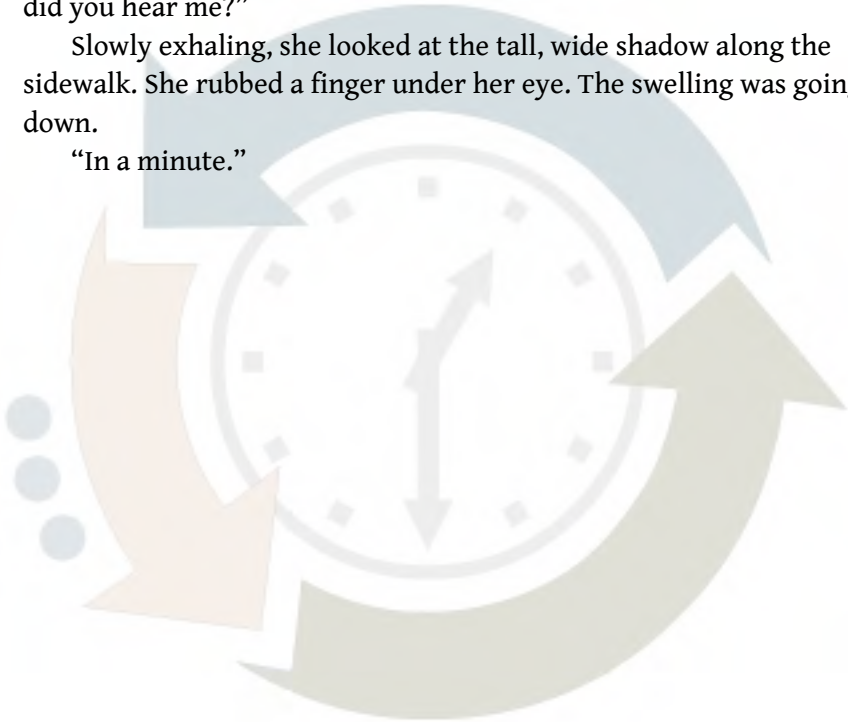 did you hear me?”
Slowly exhaling, she looked at the tall, wide shadow along the
sidewalk. She rubbed a finger under her eye. The swelling was going
down.
“In a minute.”